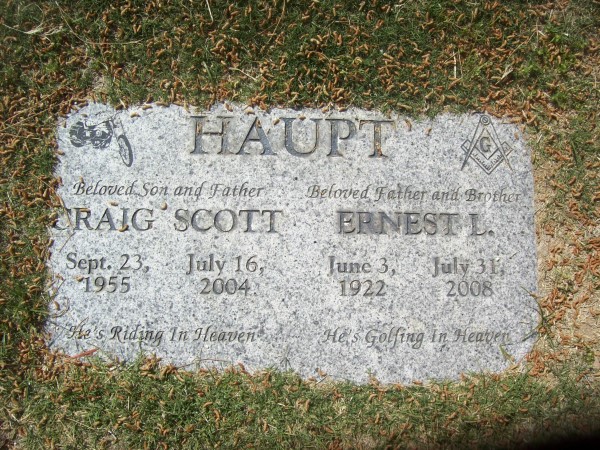 HAUPT
G
Beloved Son and Father
CRAIG SCOTT
Sept. 23, July 16,
1955 2004
He's Riding In Heaven
Beloved Father and Brother
ERNEST L.
June 3, July 31,
1922 2008
He's Golfing In Heaven